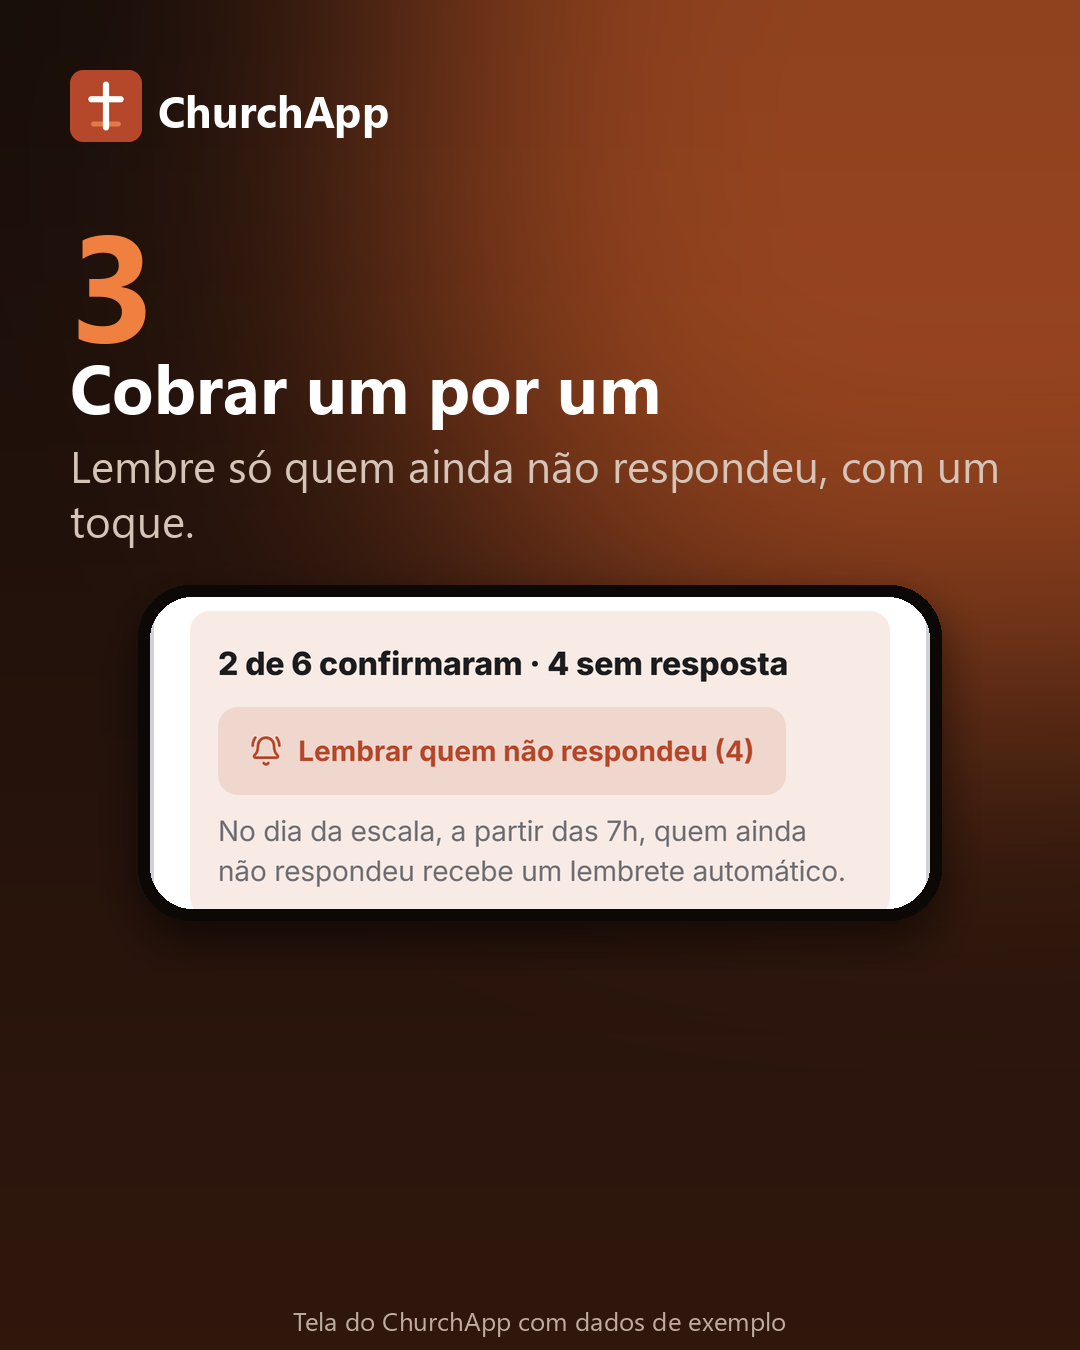 ChurchApp
3
Cobrar um por um
Lembre só quem ainda não respondeu, com um
toque.
2 de 6 confirmaram · 4 sem resposta
Lembrar quem não respondeu (4)
No dia da escala, a partir das 7h, quem ainda
não respondeu recebe um lembrete automático.
Tela do ChurchApp com dados de exemplo